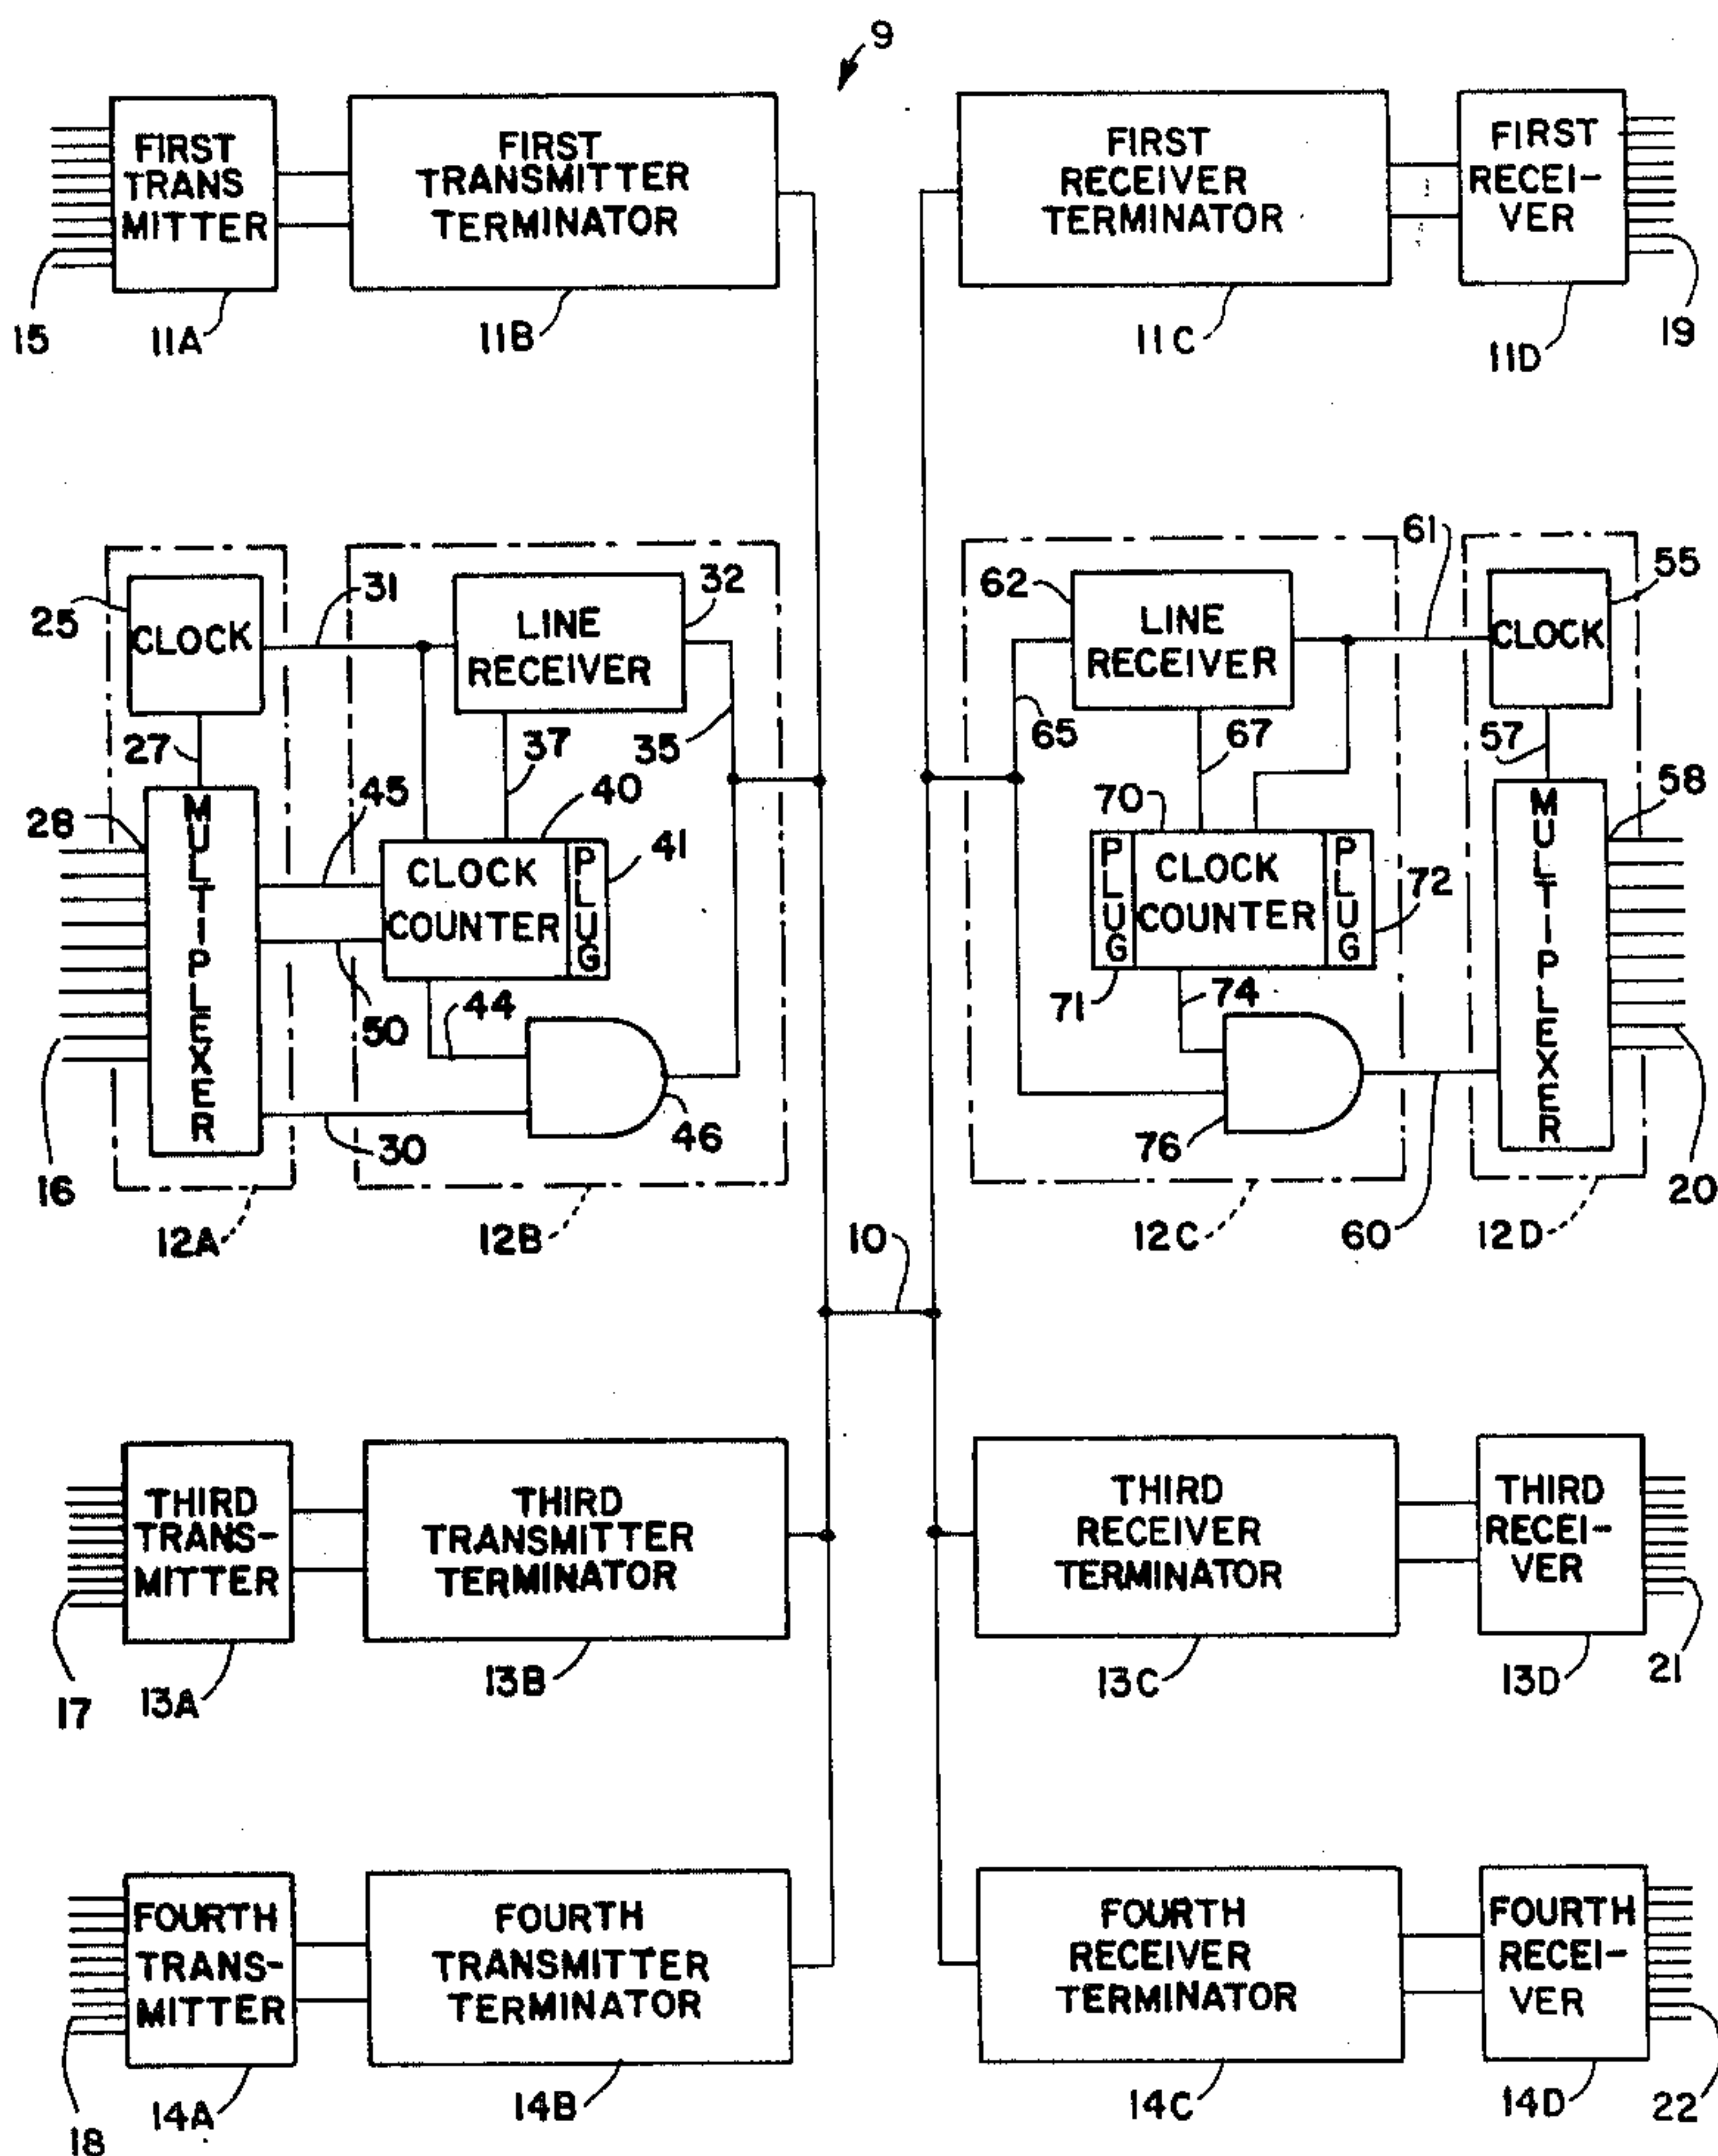 9
FIRST
TRANS
MITTER
FIRST
TRANSMITTER
TERMINATOR
FIRST
RECEIVER
TERMINATOR
FIRST
RECEI-
VER
15
11A
11B
11C
11D
19
25
CLOCK
31
LINE
RECEIVER
32
62
LINE
RECEIVER
61
CLOCK
55
27
37
35
65
67
57
28
MULTIPLEXER
45
50
40
CLOCK
COUNTER
PLUG
41
70
PLUG
CLOCK
COUNTER
PLUG
72
71
74
MULTIPLEXER
58
44
46
30
76
60
16
12A
12B
12C
12D
20
10
THIRD
TRANS-
MITTER
THIRD
TRANSMITTER
TERMINATOR
THIRD
RECEIVER
TERMINATOR
THIRD
RECEI-
VER
17
13A
13B
13C
13D
21
FOURTH
TRANS-
MITTER
FOURTH
TRANSMITTER
TERMINATOR
FOURTH
RECEIVER
TERMINATOR
FOURTH
RECEI-
VER
18
14A
14B
14C
14D
22